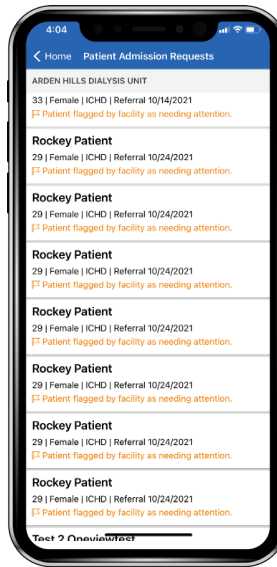 4:04
Home Patient Admission Requests
ARDEN HILLS DIALYSIS UNIT
33 | Female | ICHD | Referral 10/14/2021
Patient flagged by facility as needing attention.
Rockey Patient
29 | Female | ICHD | Referral 10/24/2021
Patient flagged by facility as needing attention.
Rockey Patient
29 | Female | ICHD | Referral 10/24/2021
Patient flagged by facility as needing attention.
Rockey Patient
29 | Female | ICHD | Referral 10/24/2021
Patient flagged by facility as needing attention.
Rockey Patient
29 | Female | ICHD | Referral 10/24/2021
Patient flagged by facility as needing attention.
Rockey Patient
29 | Female | ICHD | Referral 10/24/2021
Patient flagged by facility as needing attention.
Rockey Patient
29 | Female | ICHD | Referral 10/24/2021
Patient flagged by facility as needing attention.
Rockey Patient
29 | Female | ICHD | Referral 10/24/2021
Patient flagged by facility as needing attention.
Test 2 Oneviewtest